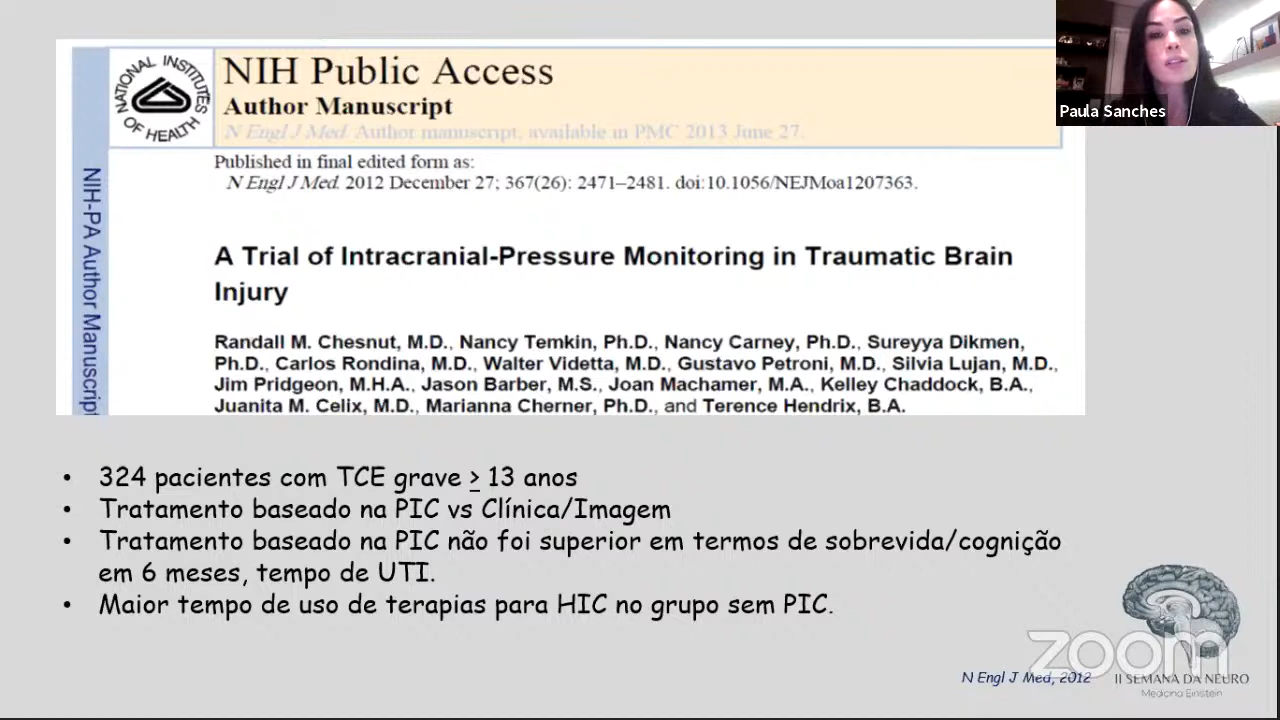 NATIONAL INSTITUTES OF HEALTH
NIH Public Access
Author Manuscript
N Engl J Med. Author manuscript; available in PMC 2013 June 27.
Published in final edited form as:
N Engl J Med. 2012 December 27; 367(26): 2471–2481. doi:10.1056/NEJMoa1207363.
NIH-PA Author Manuscript
A Trial of Intracranial-Pressure Monitoring in Traumatic Brain
Injury
Randall M. Chesnut, M.D., Nancy Temkin, Ph.D., Nancy Carney, Ph.D., Sureyya Dikmen,
Ph.D., Carlos Rondina, M.D., Walter Videtta, M.D., Gustavo Petroni, M.D., Silvia Lujan, M.D.,
Jim Pridgeon, M.H.A., Jason Barber, M.S., Joan Machamer, M.A., Kelley Chaddock, B.A.,
Juanita M. Celix, M.D., Marianna Cherner, Ph.D., and Terence Hendrix, B.A.
Paula Sanches
• 324 pacientes com TCE grave ≥ 13 anos
• Tratamento baseado na PIC vs Clínica/Imagem
• Tratamento baseado na PIC não foi superior em termos de sobrevida/cognição
em 6 meses, tempo de UTI.
• Maior tempo de uso de terapias para HIC no grupo sem PIC.
zoom
N Engl J Med, 2012
II SEMANA DA NEURO
Medicina Einstein